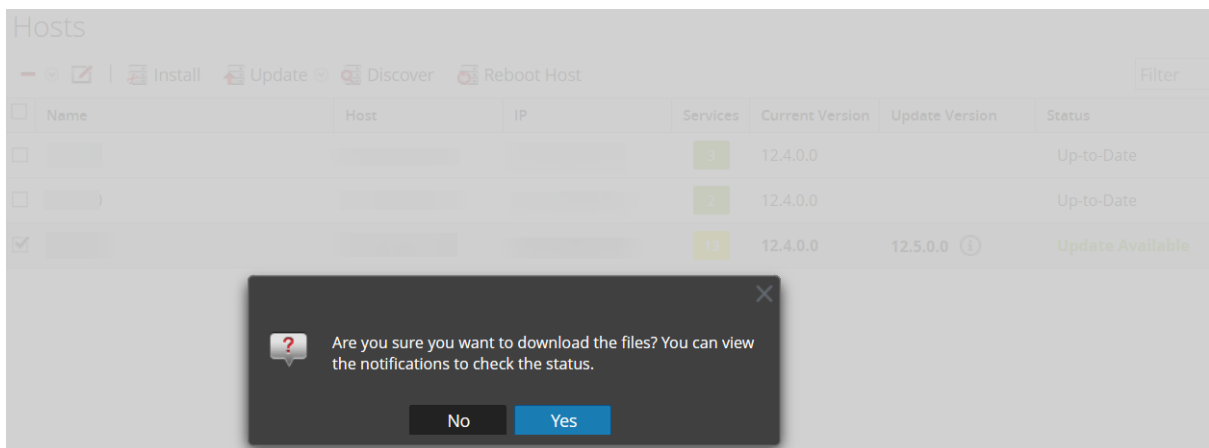 Hosts
Install Update Discover Reboot Host Filter
Name Host IP Services Current Version Update Version Status
3 12.4.0.0 Up-to-Date
2 12.4.0.0 Up-to-Date
15 12.4.0.0 12.5.0.0 Update Available
Are you sure you want to download the files? You can view
the notifications to check the status.
No Yes